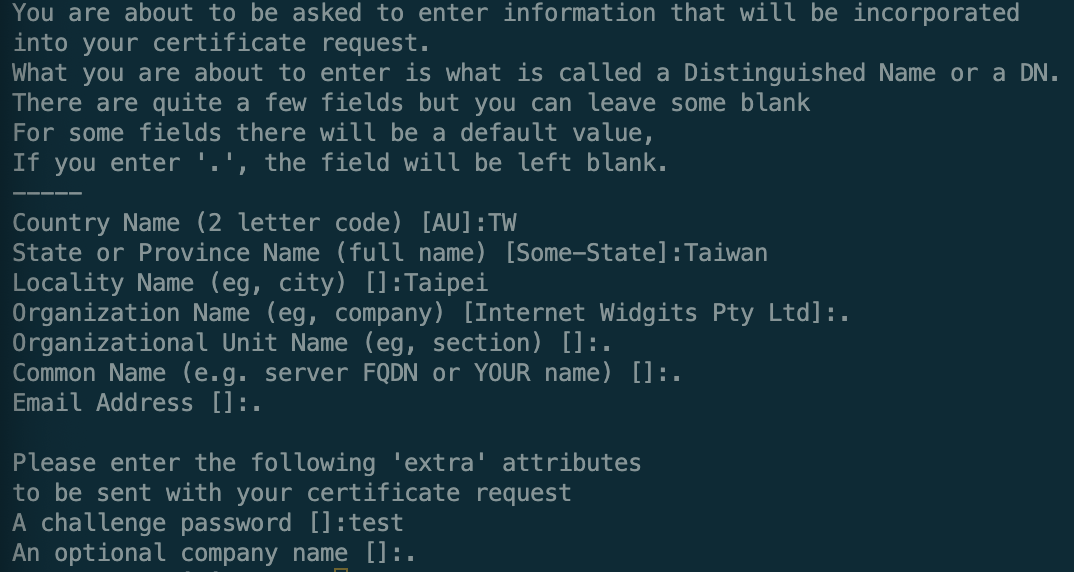 You are about to be asked to enter information that will be incorporated
into your certificate request.
What you are about to enter is what is called a Distinguished Name or a DN.
There are quite a few fields but you can leave some blank
For some fields there will be a default value,
If you enter '.', the field will be left blank.
-----
Country Name (2 letter code) [AU]:TW
State or Province Name (full name) [Some-State]:Taiwan
Locality Name (eg, city) []:Taipei
Organization Name (eg, company) [Internet Widgits Pty Ltd]:.
Organizational Unit Name (eg, section) []:.
Common Name (e.g. server FQDN or YOUR name) []:.
Email Address []:.
Please enter the following 'extra' attributes
to be sent with your certificate request
A challenge password []:test
An optional company name []:.